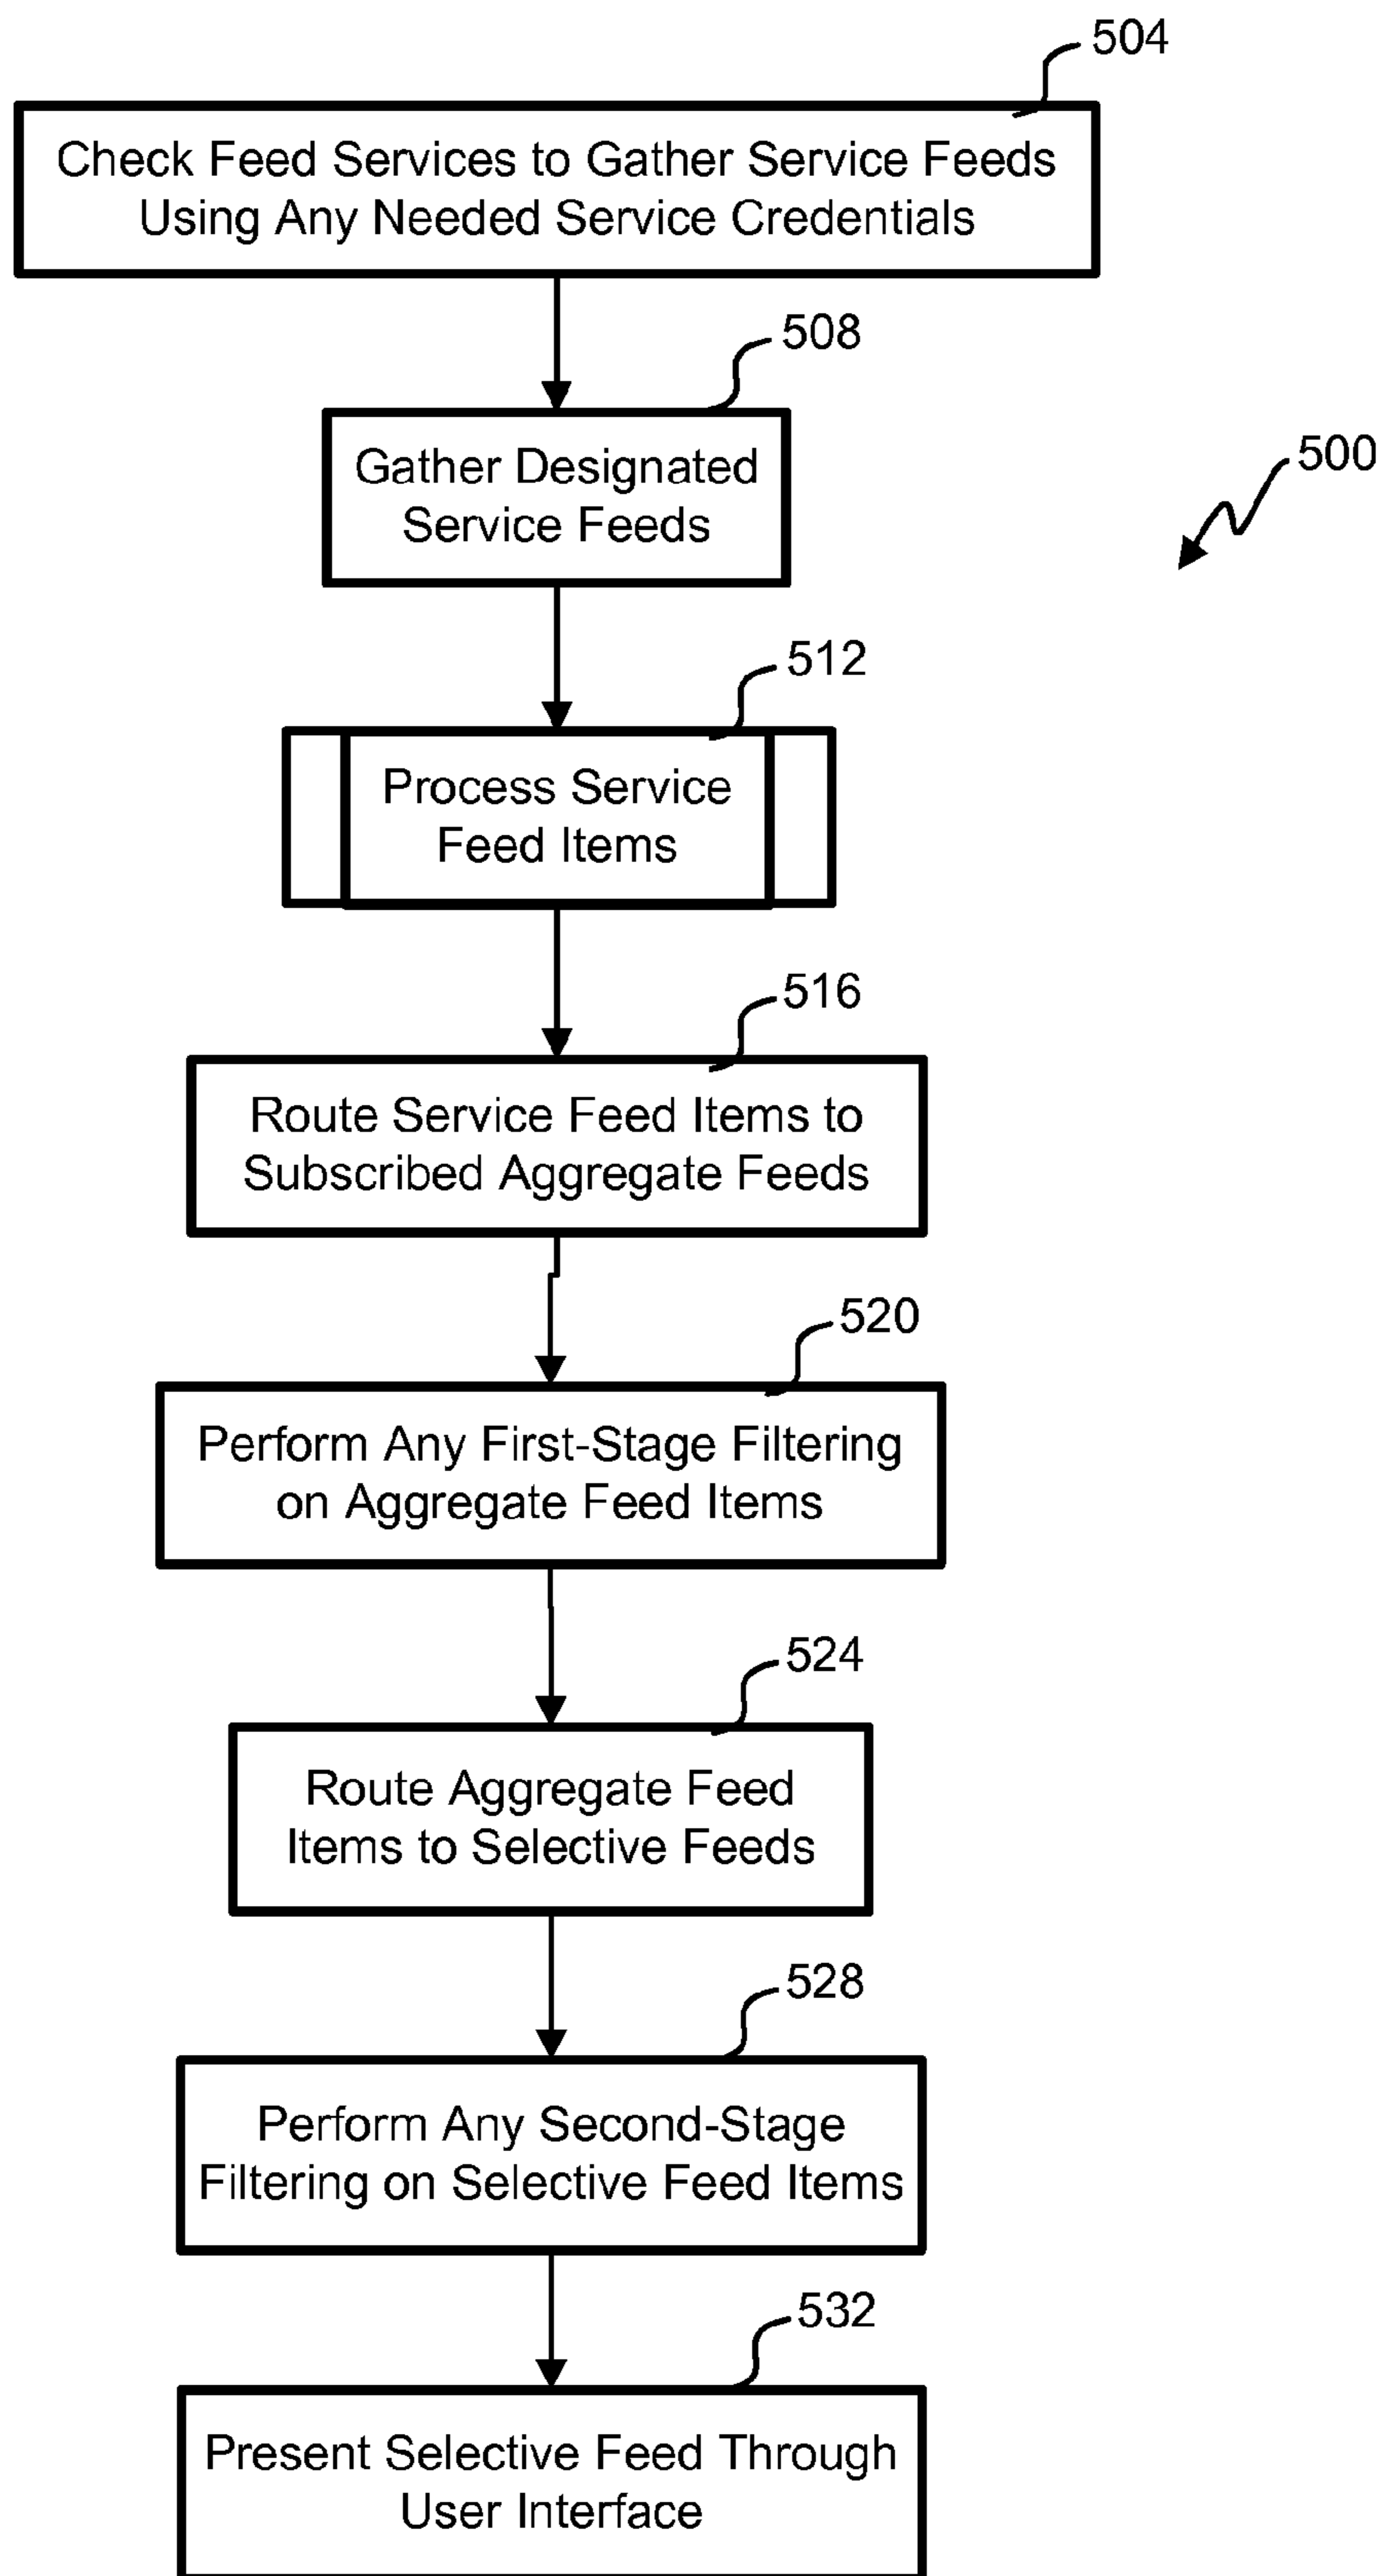 504
Check Feed Services to Gather Service Feeds
Using Any Needed Service Credentials
508
Gather Designated
Service Feeds
500
512
Process Service
Feed Items
516
Route Service Feed Items to
Subscribed Aggregate Feeds
520
Perform Any First-Stage Filtering
on Aggregate Feed Items
524
Route Aggregate Feed
Items to Selective Feeds
528
Perform Any Second-Stage
Filtering on Selective Feed Items
532
Present Selective Feed Through
User Interface